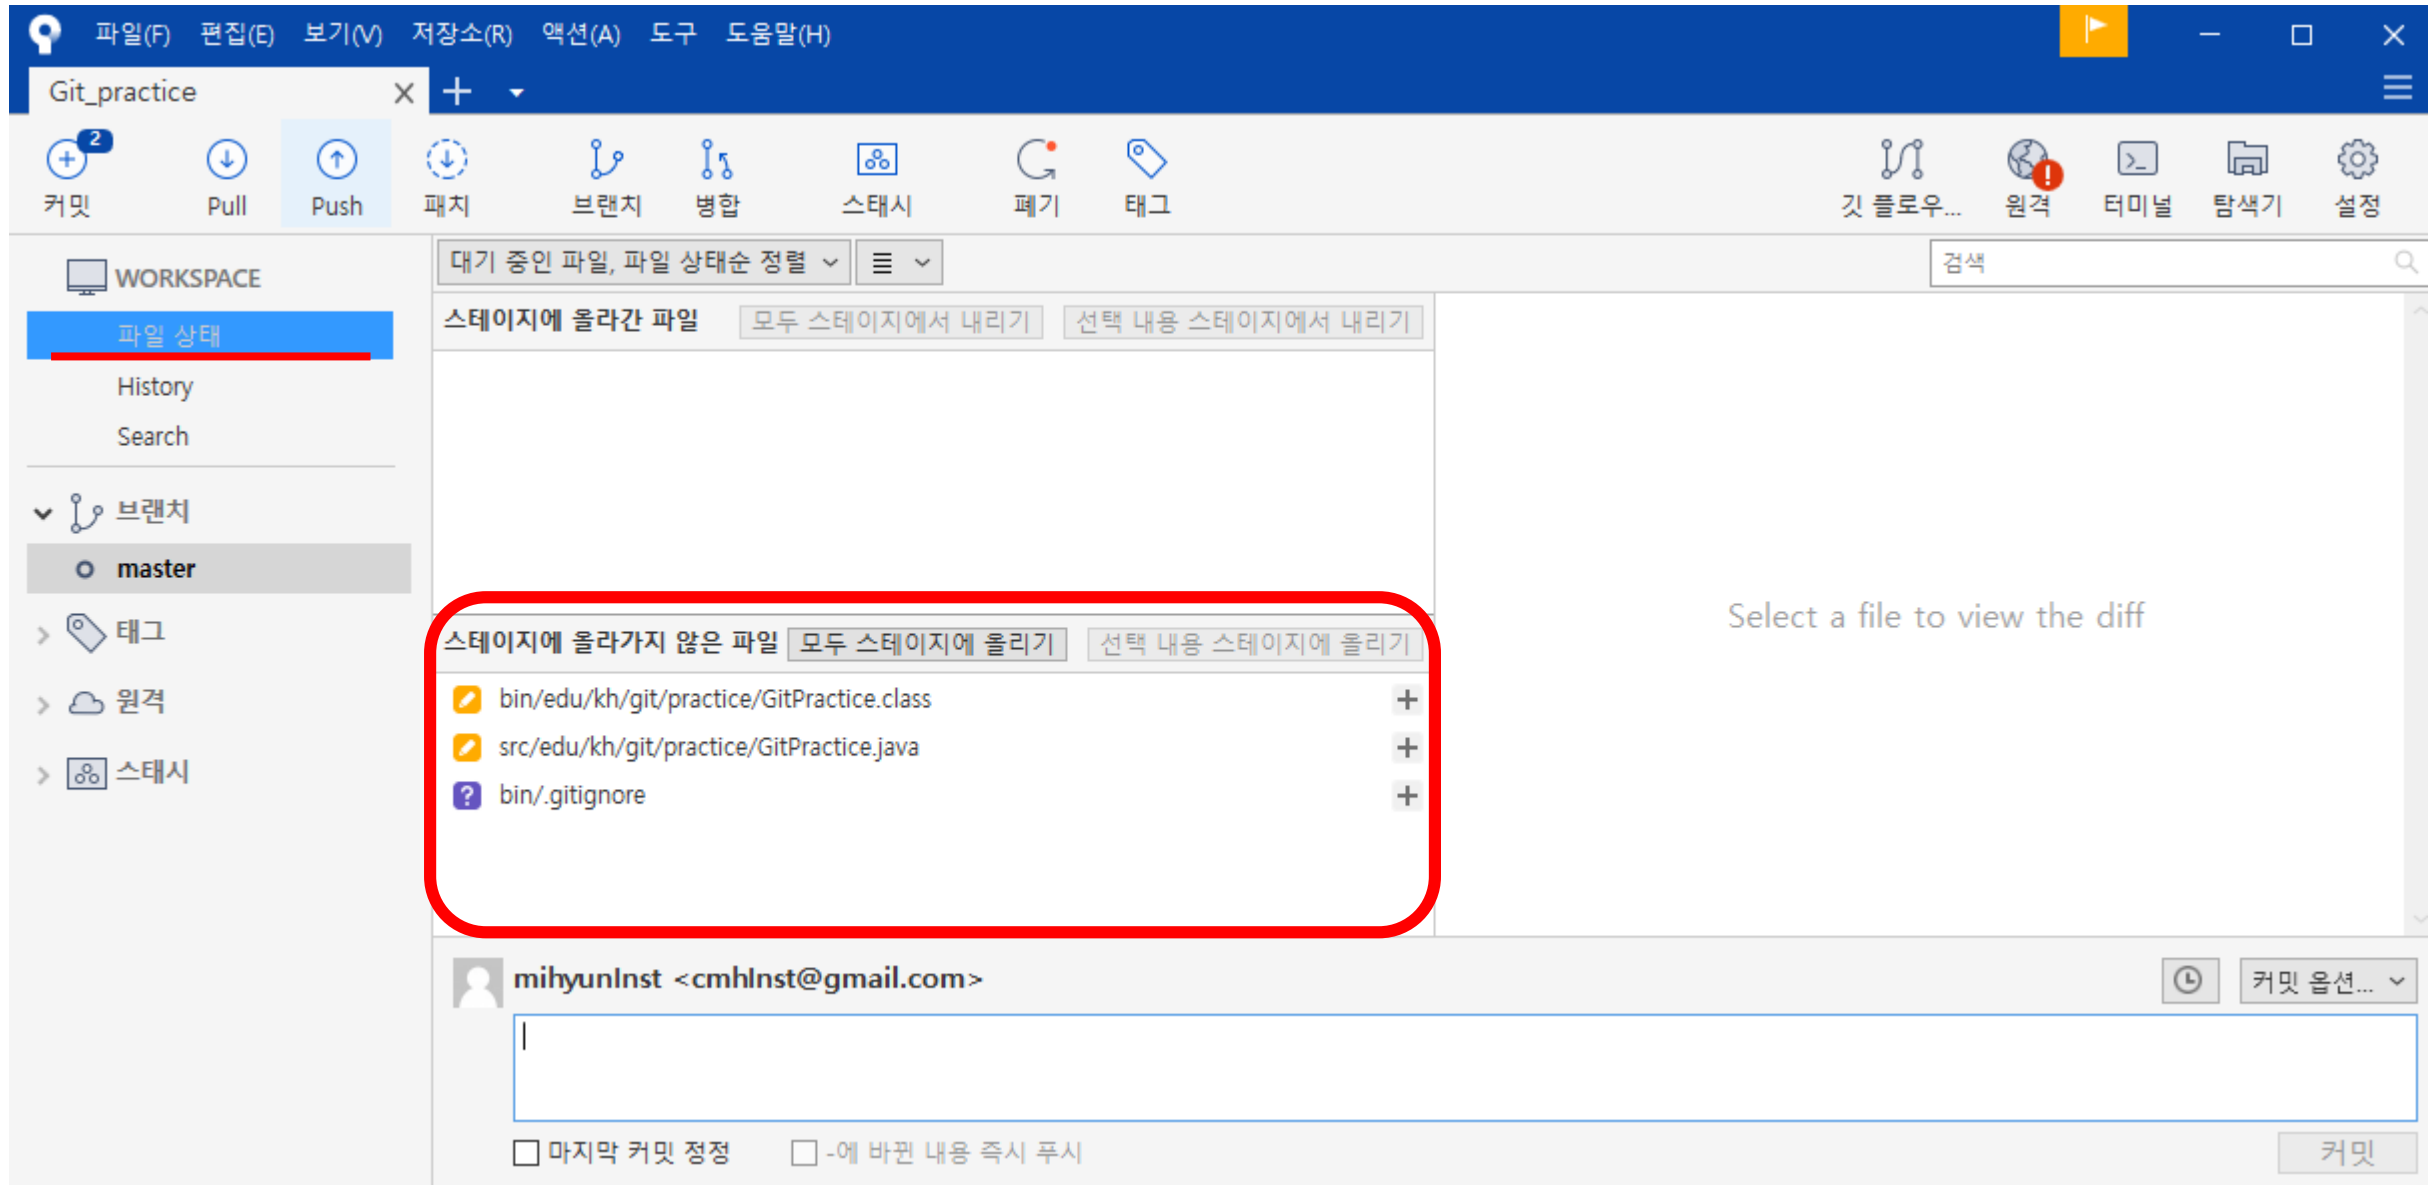 파일(F) 편집(E) 보기(V) 저장소(R) 액션(A) 도구 도움말(H)
Git_practice
2
커밋 Pull Push 패치 브랜치 병합 스태시 폐기 태그 깃 플로우... 원격 터미널 탐색기 설정
WORKSPACE
파일 상태
History
Search
브랜치
master
태그
원격
스태시
대기 중인 파일, 파일 상태순 정렬
검색
스테이지에 올라간 파일 모두 스테이지에서 내리기 선택 내용 스테이지에서 내리기
스테이지에 올라가지 않은 파일 모두 스테이지에 올리기 선택 내용 스테이지에 올리기
bin/edu/kh/git/practice/GitPractice.class
src/edu/kh/git/practice/GitPractice.java
bin/.gitignore
Select a file to view the diff
mihyunInst <cmhInst@gmail.com>
커밋 옵션...
마지막 커밋 정정 -에 바뀐 내용 즉시 푸시
커밋